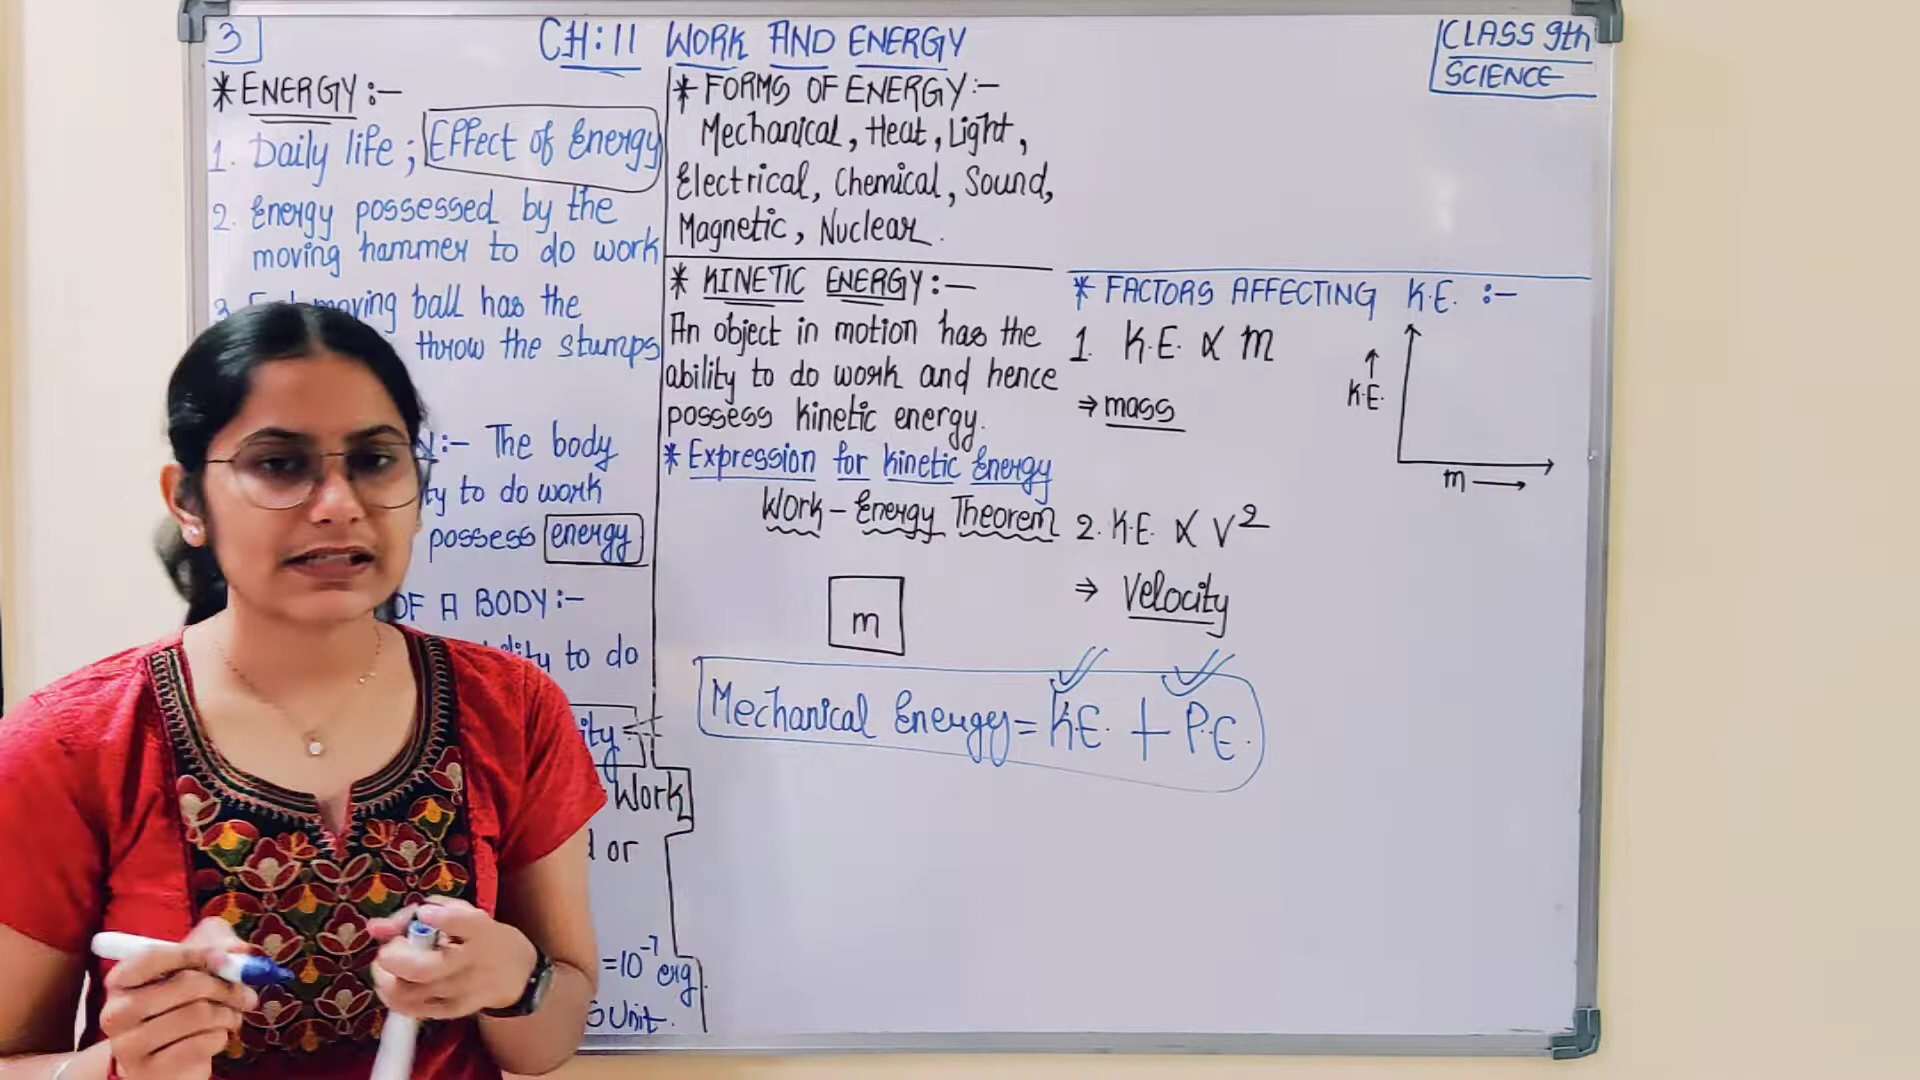 3
CH:11 WORK AND ENERGY
CLASS 9th
SCIENCE
* ENERGY :-
1. Daily life ; Effect of Energy
2. Energy possessed by the
moving hammer to do work
moving ball has the
throw the stumps
:- The body
to do work
possess energy
OF A BODY :-
to do
Work
or
=10⁻⁷ erg
Unit.
* FORMS OF ENERGY :-
Mechanical, Heat, Light,
Electrical, Chemical, Sound,
Magnetic, Nuclear.
* KINETIC ENERGY :-
An object in motion has the
ability to do work and hence
possess kinetic energy.
* Expression for kinetic Energy
Work - Energy Theorem
m
Mechanical Energy = K.E. + P.E.
* FACTORS AFFECTING K.E. :-
1. K.E. ∝ m
⇒ mass
K.E.
m
2. K.E. ∝ V²
⇒ Velocity